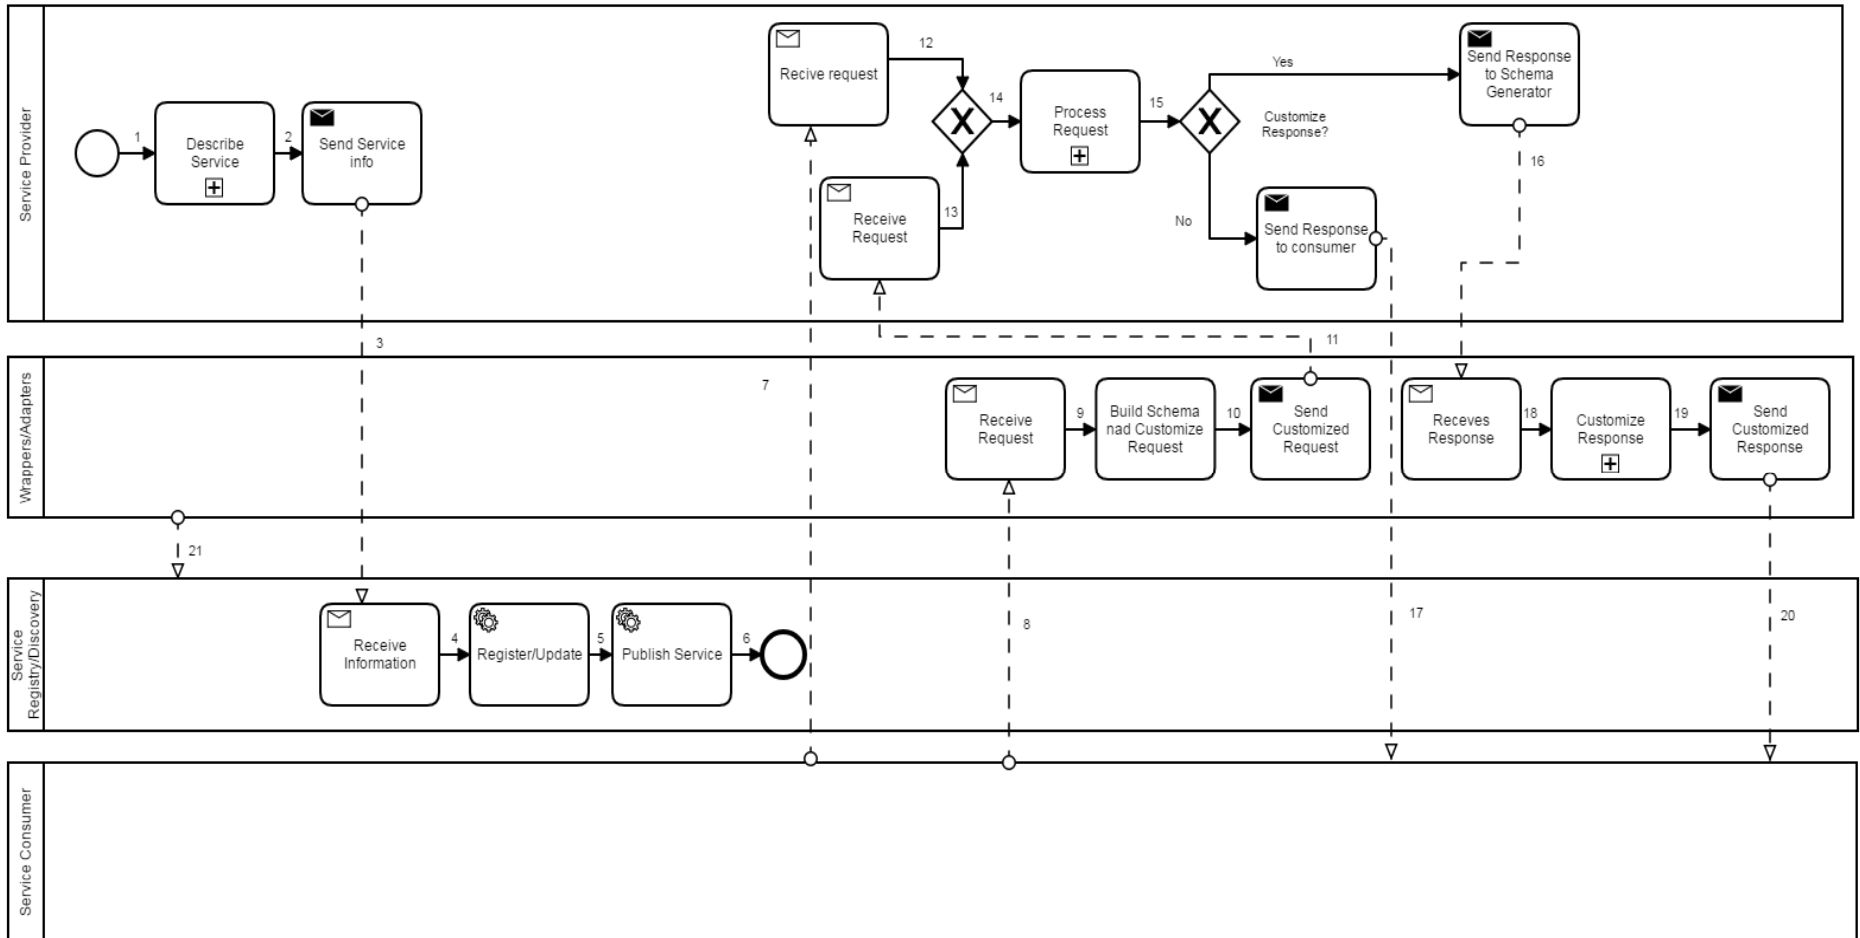 Service Provider
1
Describe
Service
2
Send Service
info
3
Recive request
12
Receive
Request
13
14
Process
Request
15
Yes
Customize
Response?
No
Send Response
to Schema
Generator
16
Send Response
to consumer
11
Wrappers/Adapters
7
Receive
Request
9
Build Schema
nad Customize
Request
10
Send
Customized
Request
Receves
Response
18
Customize
Response
19
Send
Customized
Response
21
Service
Registry/Discovery
Receive
Information
4
Register/Update
5
Publish Service
6
8
17
20
Service Consumer